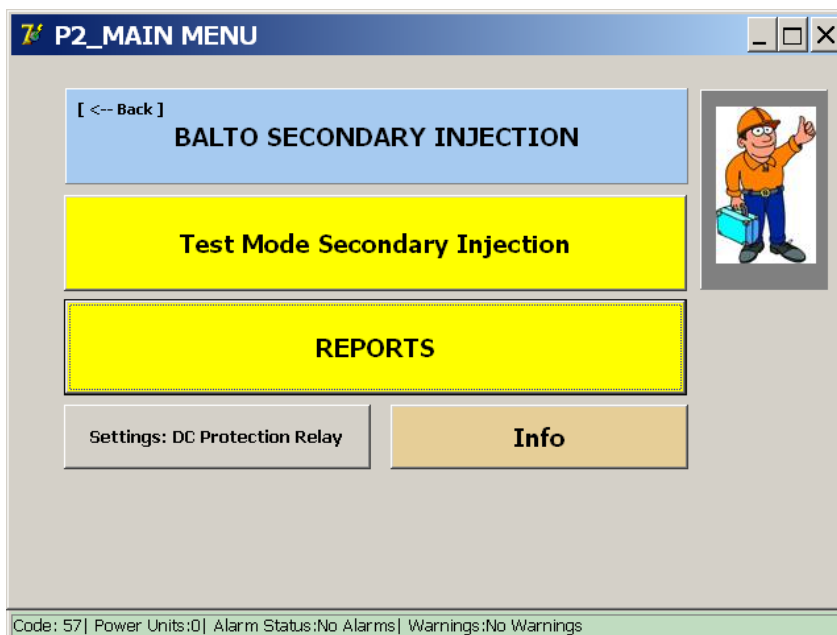 P2_MAIN MENU
[ <-- Back ]
BALTO SECONDARY INJECTION
Test Mode Secondary Injection
REPORTS
Settings: DC Protection Relay
Info
Code: 57| Power Units:0| Alarm Status:No Alarms| Warnings:No Warnings